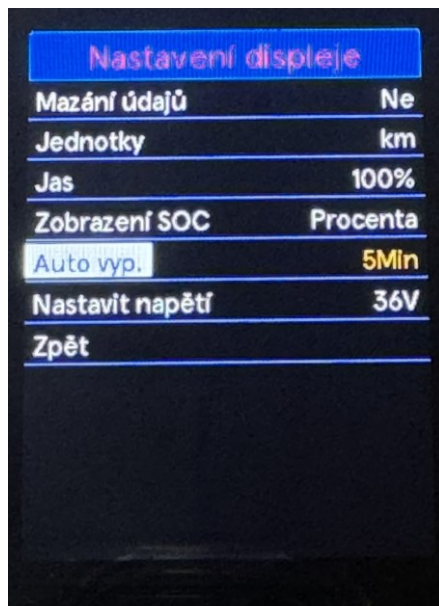 Nastavení displeje
Mazání údajů Ne
Jednotky km
Jas 100%
Zobrazení SOC Procenta
Auto vyp. 5Min
Nastavit napětí 36V
Zpět